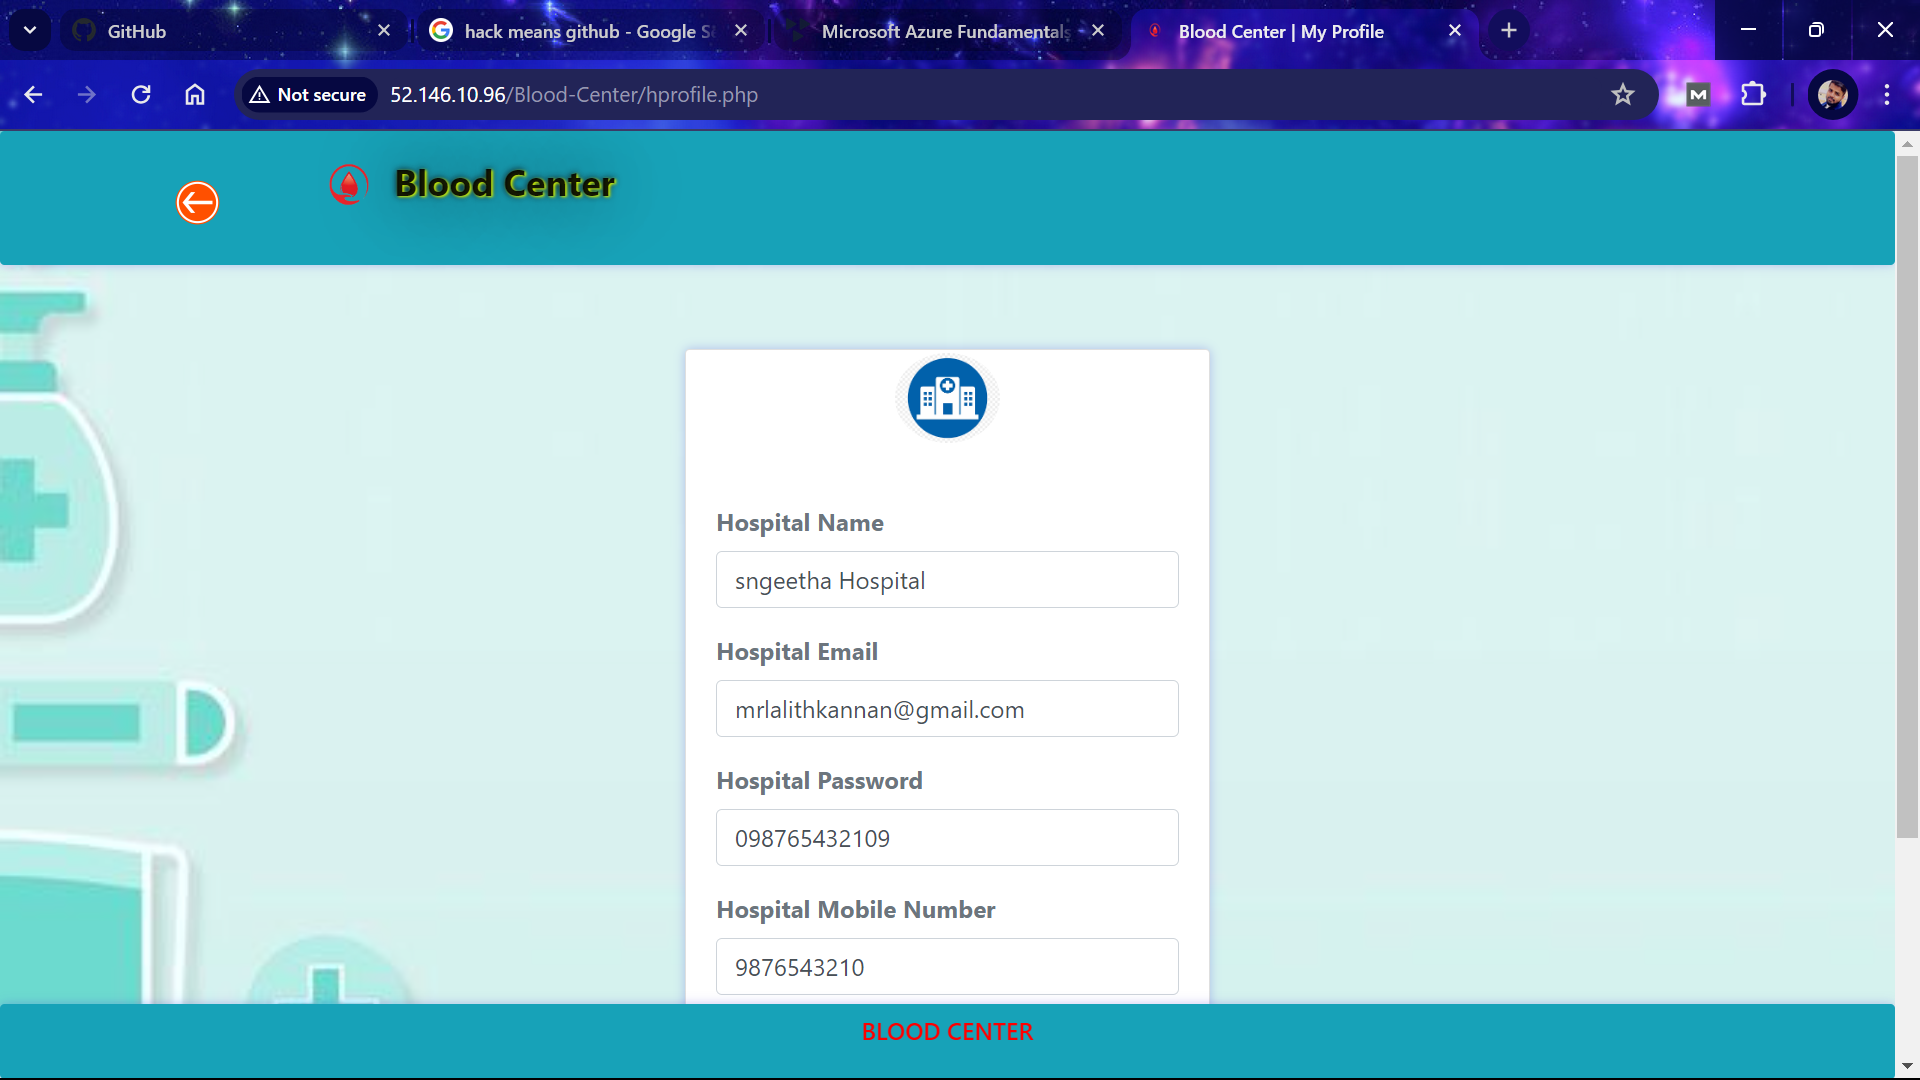 GitHub
hack means github - Google S
Microsoft Azure Fundamentals
Blood Center | My Profile
Not secure
52.146.10.96/Blood-Center/hprofile.php
M
Blood Center
Hospital Name
sngeetha Hospital
Hospital Email
mrlalithkannan@gmail.com
Hospital Password
098765432109
Hospital Mobile Number
9876543210
BLOOD CENTER